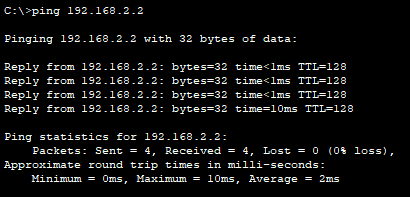 C:\>ping 192.168.2.2
Pinging 192.168.2.2 with 32 bytes of data:
Reply from 192.168.2.2: bytes=32 time<1ms TTL=128
Reply from 192.168.2.2: bytes=32 time<1ms TTL=128
Reply from 192.168.2.2: bytes=32 time<1ms TTL=128
Reply from 192.168.2.2: bytes=32 time=10ms TTL=128
Ping statistics for 192.168.2.2:
Packets: Sent = 4, Received = 4, Lost = 0 (0% loss),
Approximate round trip times in milli-seconds:
Minimum = 0ms, Maximum = 10ms, Average = 2ms